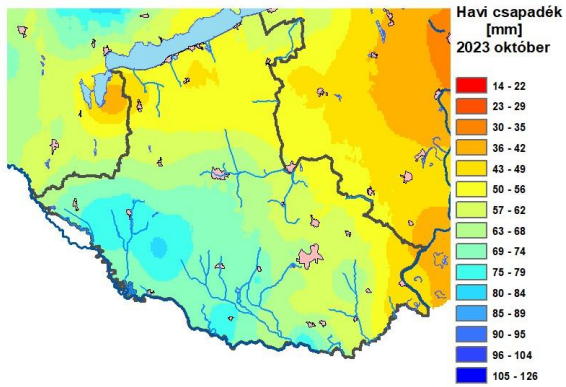 Havi csapadék
[mm]
2023 október
14 - 22
23 - 29
30 - 35
36 - 42
43 - 49
50 - 56
57 - 62
63 - 68
69 - 74
75 - 79
80 - 84
85 - 89
90 - 95
96 - 104
105 - 126